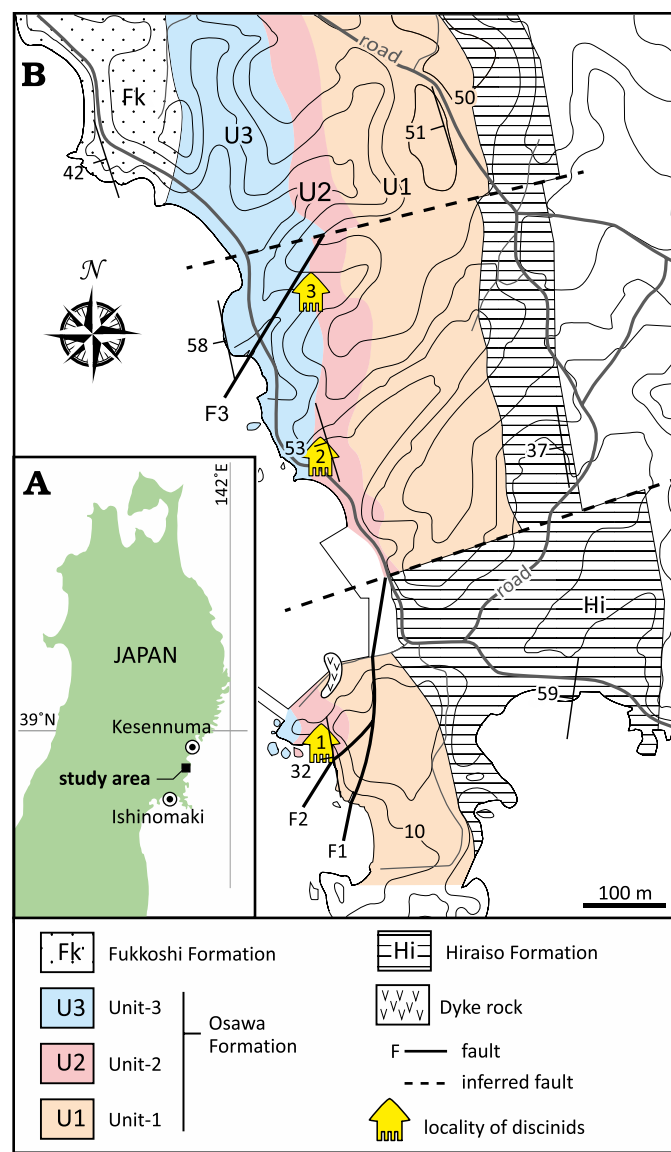 B
Fk
U3
U2
U1
road
50
51
42
N
3
58
F3
53
2
37
road
Hi
59
1
32
F2
F1
10
100 m
A
142°E
JAPAN
39°N
Kesennuma
study area
Ishinomaki
Fk Fukkoshi Formation
U3 Unit-3
U2 Unit-2
U1 Unit-1
Osawa
Formation
Hi Hiraiso Formation
Dyke rock
F fault
inferred fault
locality of discinids